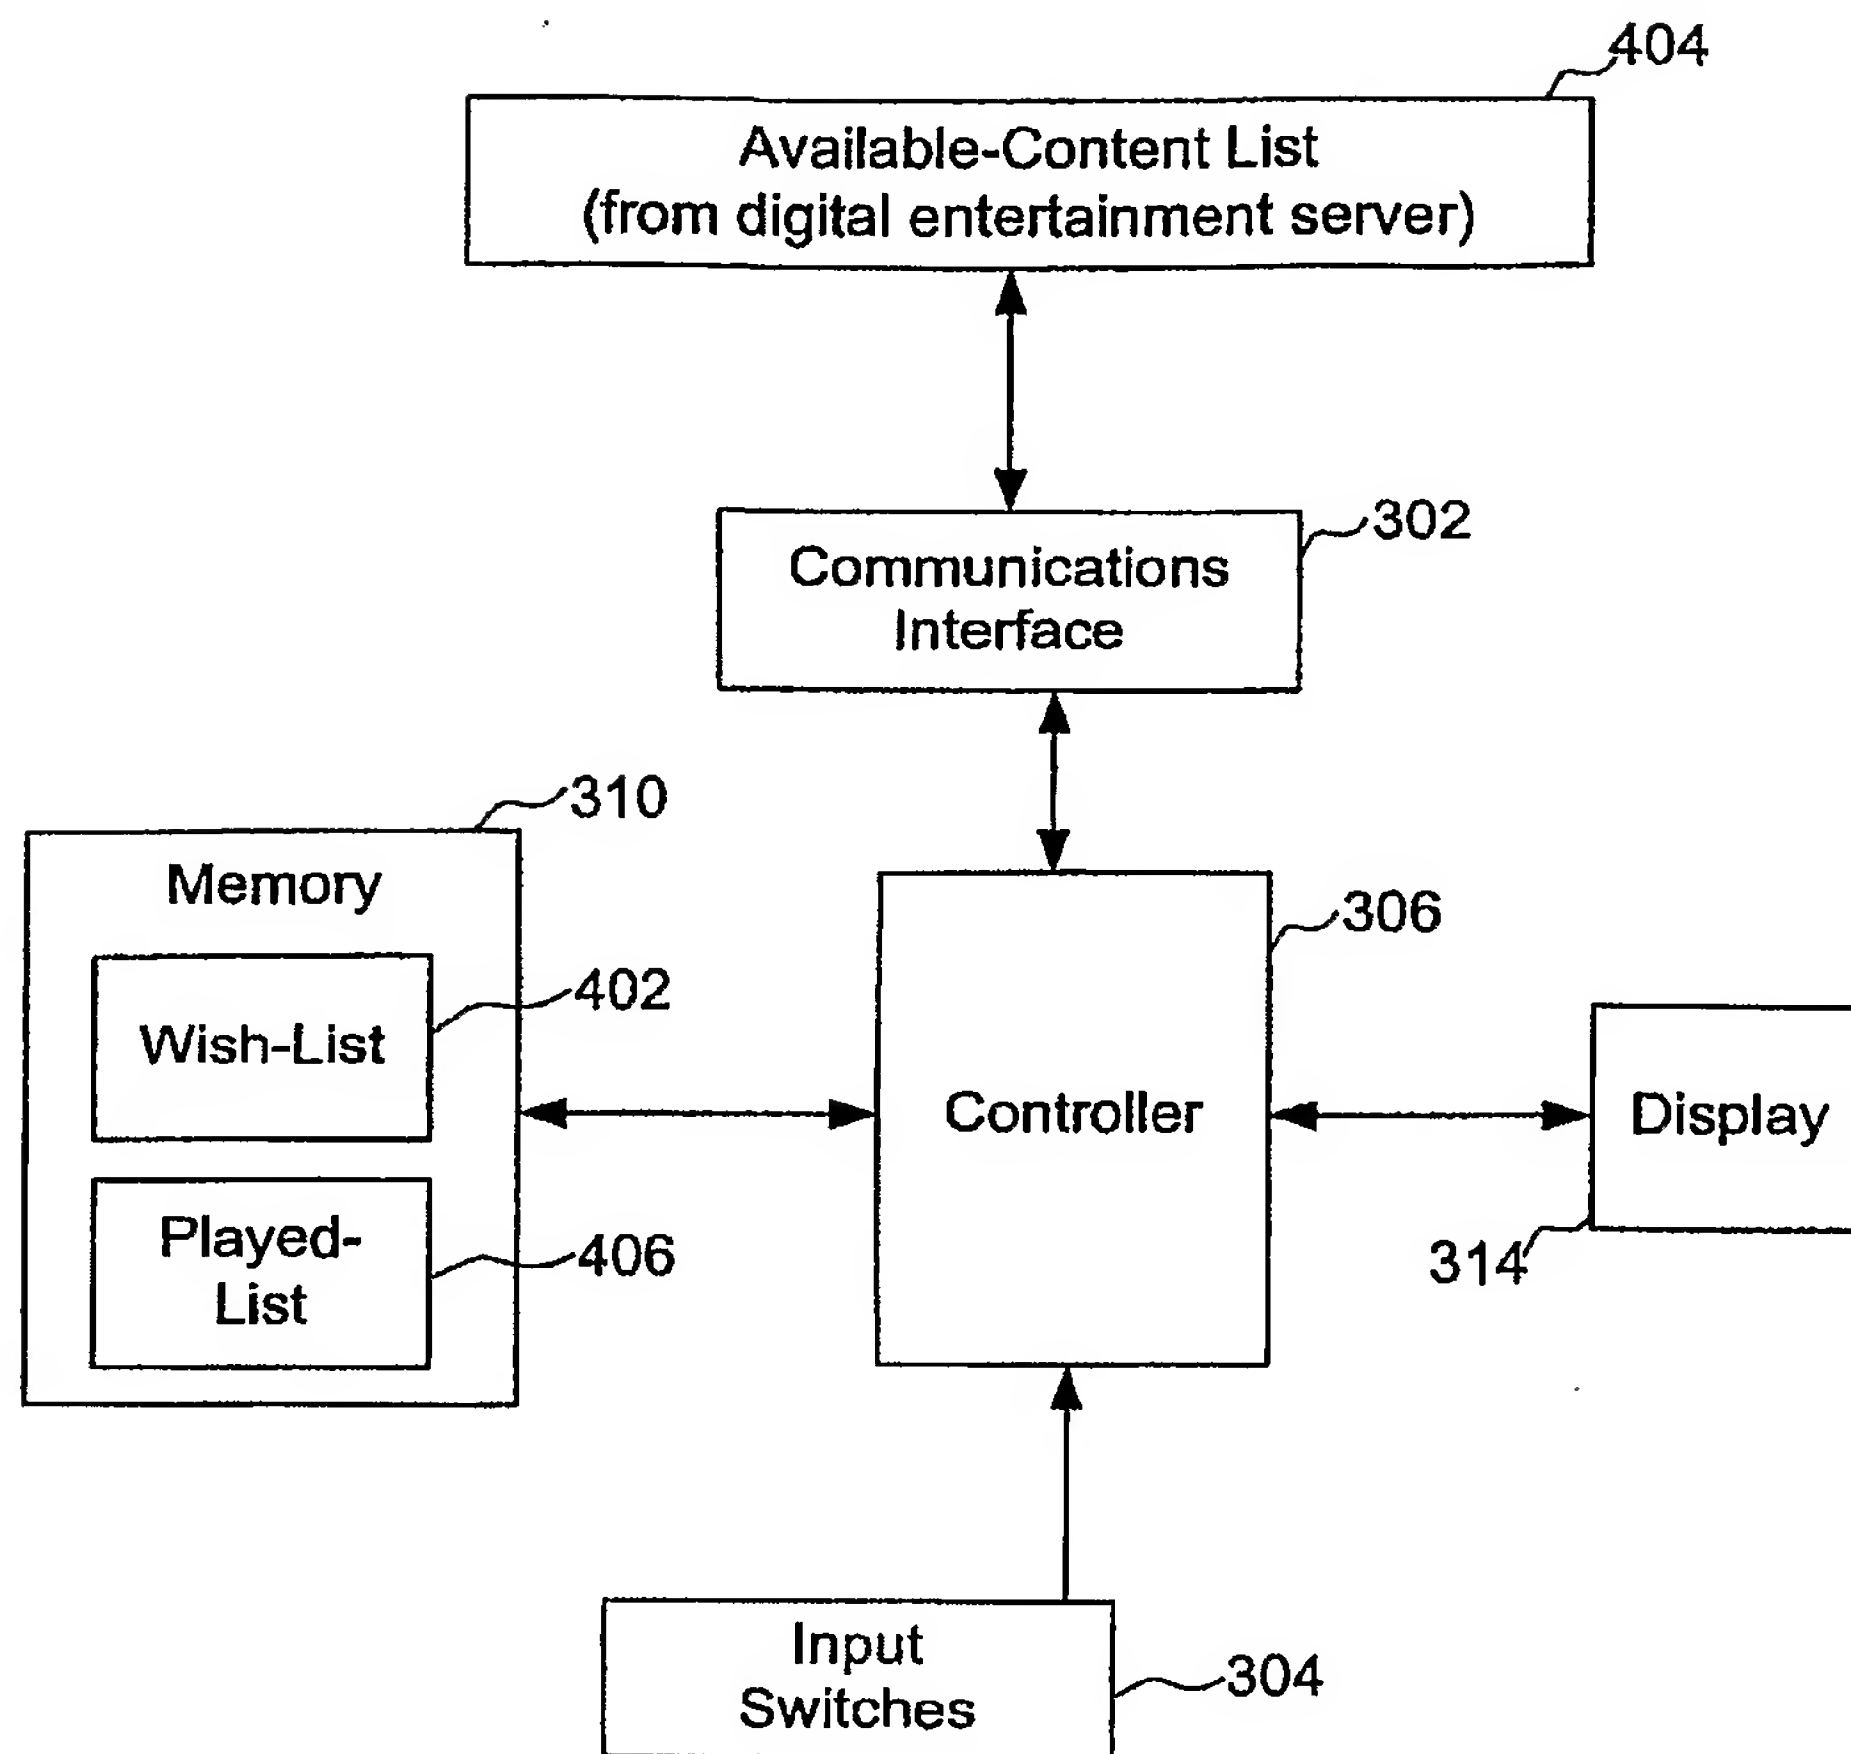 404
Available-Content List
(from digital entertainment server)
302
Communications
Interface
310
Memory
306
402
Wish-List
Controller
Display
Played-
List
406
314
Input
Switches
304